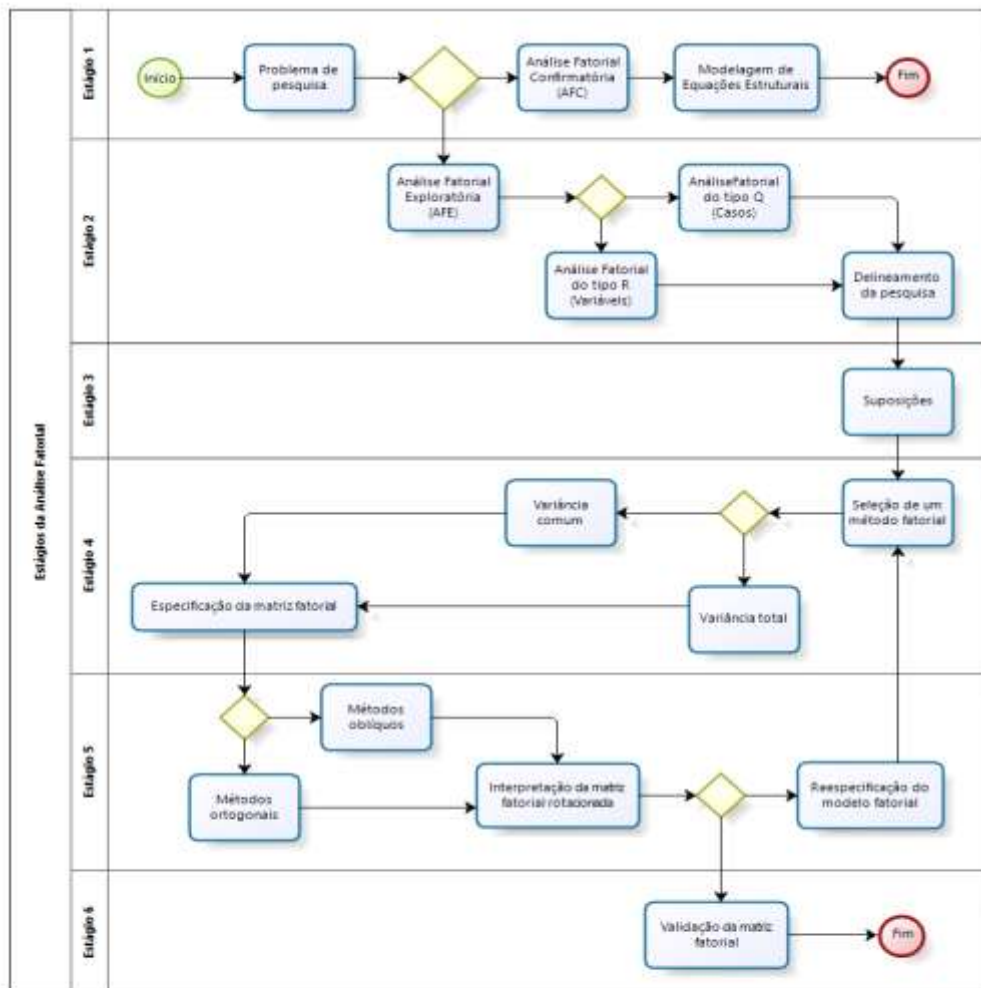 Estágios da Análise Fatorial
Estágio 1
Início
Problema de
pesquisa
Análise Fatorial
Confirmatória
(AFC)
Modelagem de
Equações Estruturais
Fim
Estágio 2
Análise Fatorial
Exploratória
(AFE)
AnáliseFatorial
do tipo Q
(Casos)
Análise Fatorial
do tipo R
(Variáveis)
Delineamento
da pesquisa
Estágio 3
Suposições
Estágio 4
Seleção de um
método fatorial
Variância
comum
Variância total
Especificação da matriz fatorial
Estágio 5
Métodos
oblíquos
Métodos
ortogonais
Interpretação da matriz
fatorial rotacionada
Reespecificação do
modelo fatorial
Estágio 6
Validação da matriz
fatorial
Fim